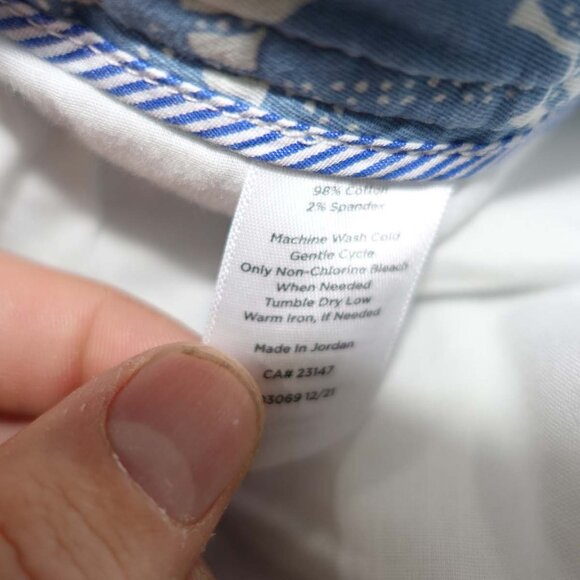 98% Cotton
2% Spandex
Machine Wash Cold
Gentle Cycle
Only Non-Chlorine Bleach
When Needed
Tumble Dry Low
Warm Iron, If Needed
Made In Jordan
CA# 23147
12/21